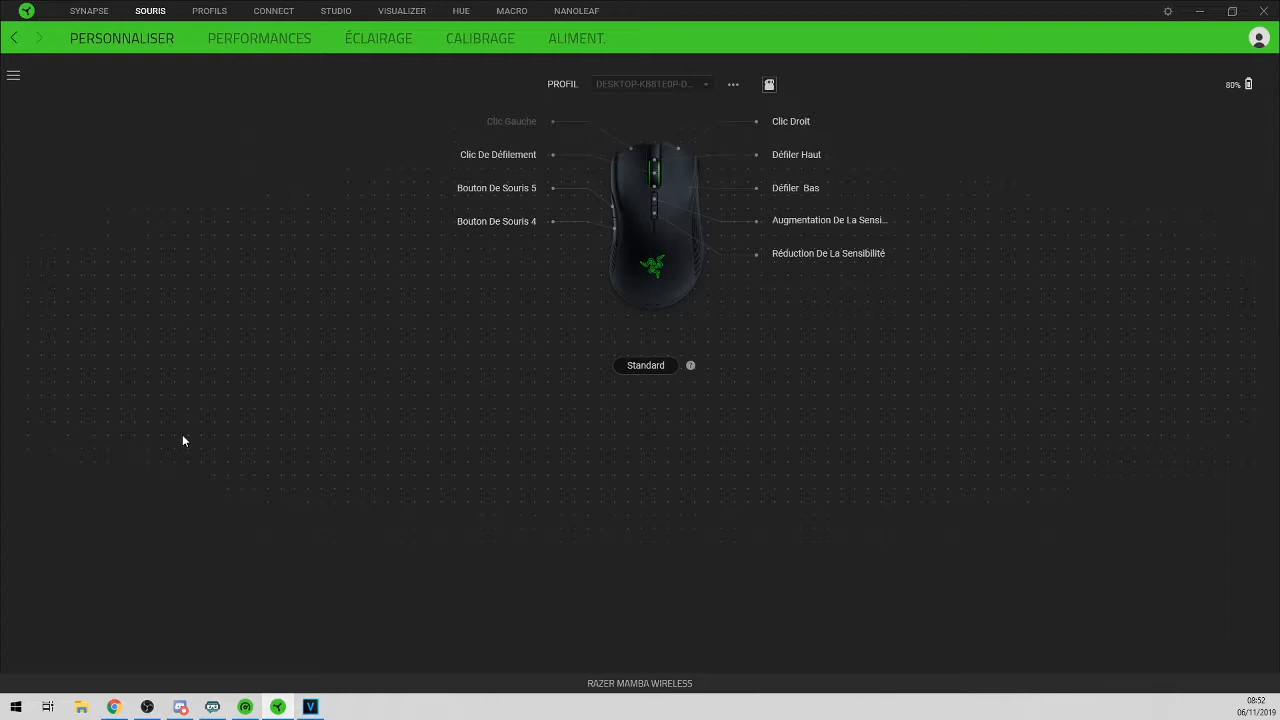 SYNAPSE SOURIS PROFILS CONNECT STUDIO VISUALIZER HUE MACRO NANOLEAF
PERSONNALISER PERFORMANCES ÉCLAIRAGE CALIBRAGE ALIMENT.
PROFIL DESKTOP-K88TE0P-D... 80%
Clic Gauche Clic Droit
Clic De Défilement Défiler Haut
Bouton De Souris 5 Défiler Bas
Bouton De Souris 4 Augmentation De La Sensi...
Réduction De La Sensibilité
Standard ?
RAZER MAMBA WIRELESS
08:52
06/11/2019